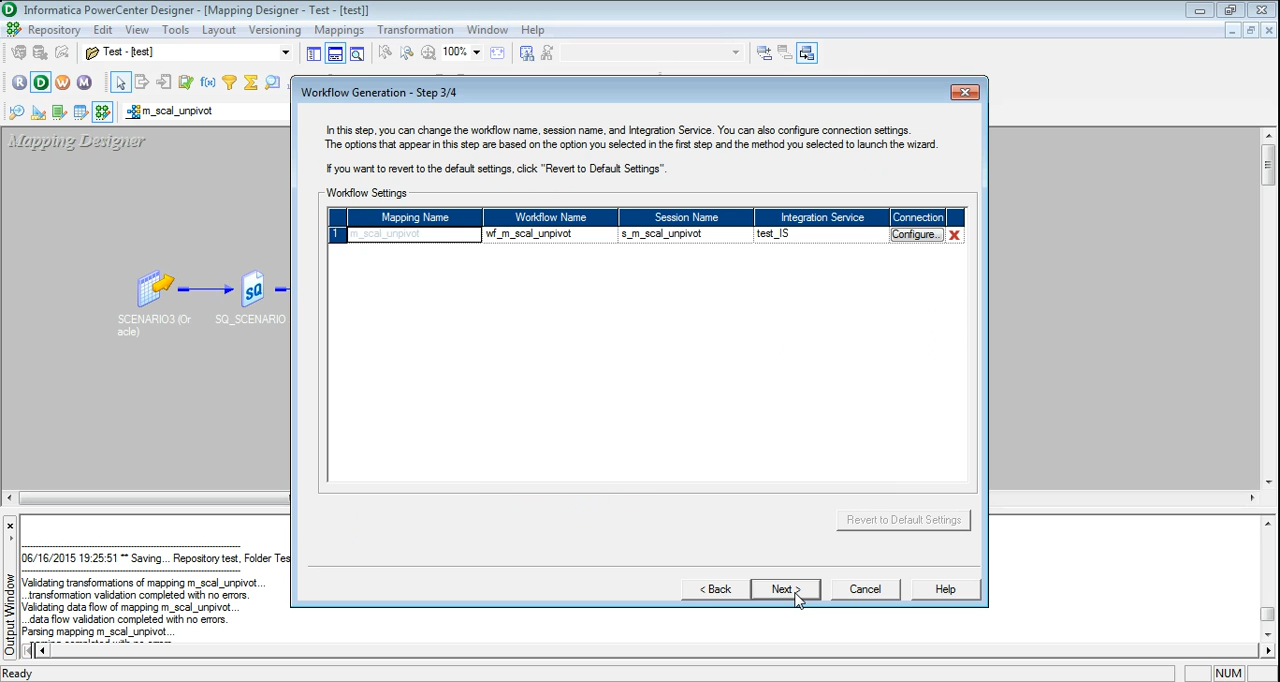 Informatica PowerCenter Designer - [Mapping Designer - Test - [test]]
Repository Edit View Tools Layout Versioning Mappings Transformation Window Help
Test - [test] 100%
R D W M f(x) Σ
m_scal_unpivot
Mapping Designer
SCENARIO3 (Or
acle)
SQ
SQ_SCENARIO
Workflow Generation - Step 3/4
In this step, you can change the workflow name, session name, and Integration Service. You can also configure connection settings.
The options that appear in this step are based on the option you selected in the first step and the method you selected to launch the wizard.
If you want to revert to the default settings, click "Revert to Default Settings".
Workflow Settings
Mapping Name Workflow Name Session Name Integration Service Connection
1 m_scal_unpivot wf_m_scal_unpivot s_m_scal_unpivot test_IS Configure...
Revert to Default Settings
< Back Next > Cancel Help
Output Window
06/16/2015 19:25:51 ** Saving... Repository test, Folder Tes
Validating transformations of mapping m_scal_unpivot...
...transformation validation completed with no errors.
Validating data flow of mapping m_scal_unpivot...
...data flow validation completed with no errors.
Parsing mapping m_scal_unpivot...
Ready NUM